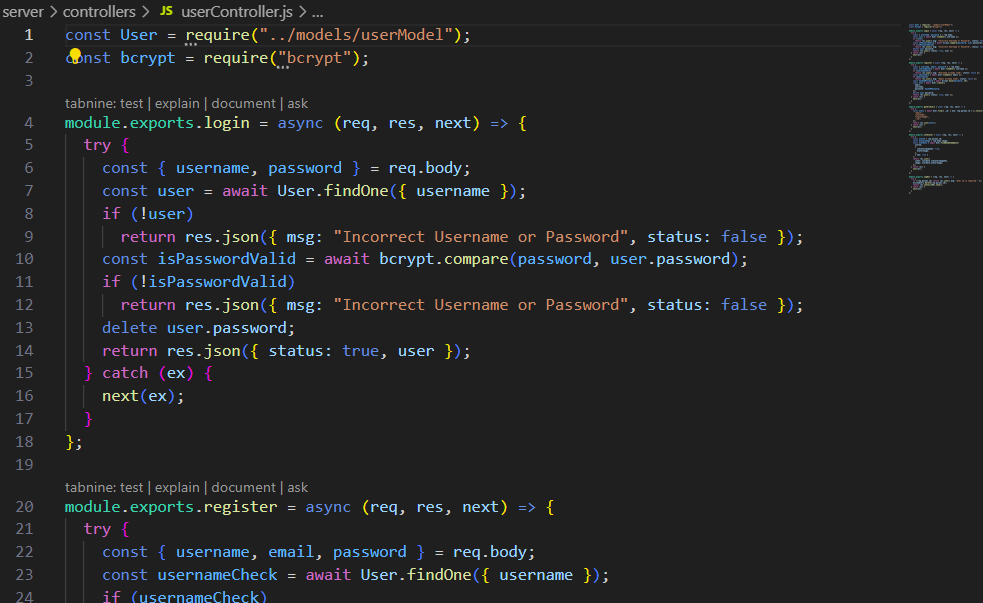 server > controllers > JS userController.js > ...
1 const User = require("../models/userModel");
2 const bcrypt = require("bcrypt");
3
tabnine: test | explain | document | ask
4 module.exports.login = async (req, res, next) => {
5 try {
6 const { username, password } = req.body;
7 const user = await User.findOne({ username });
8 if (!user)
9 return res.json({ msg: "Incorrect Username or Password", status: false });
10 const isPasswordValid = await bcrypt.compare(password, user.password);
11 if (!isPasswordValid)
12 return res.json({ msg: "Incorrect Username or Password", status: false });
13 delete user.password;
14 return res.json({ status: true, user });
15 } catch (ex) {
16 next(ex);
17 }
18 };
19
tabnine: test | explain | document | ask
20 module.exports.register = async (req, res, next) => {
21 try {
22 const { username, email, password } = req.body;
23 const usernameCheck = await User.findOne({ username });
24 if (usernameCheck)